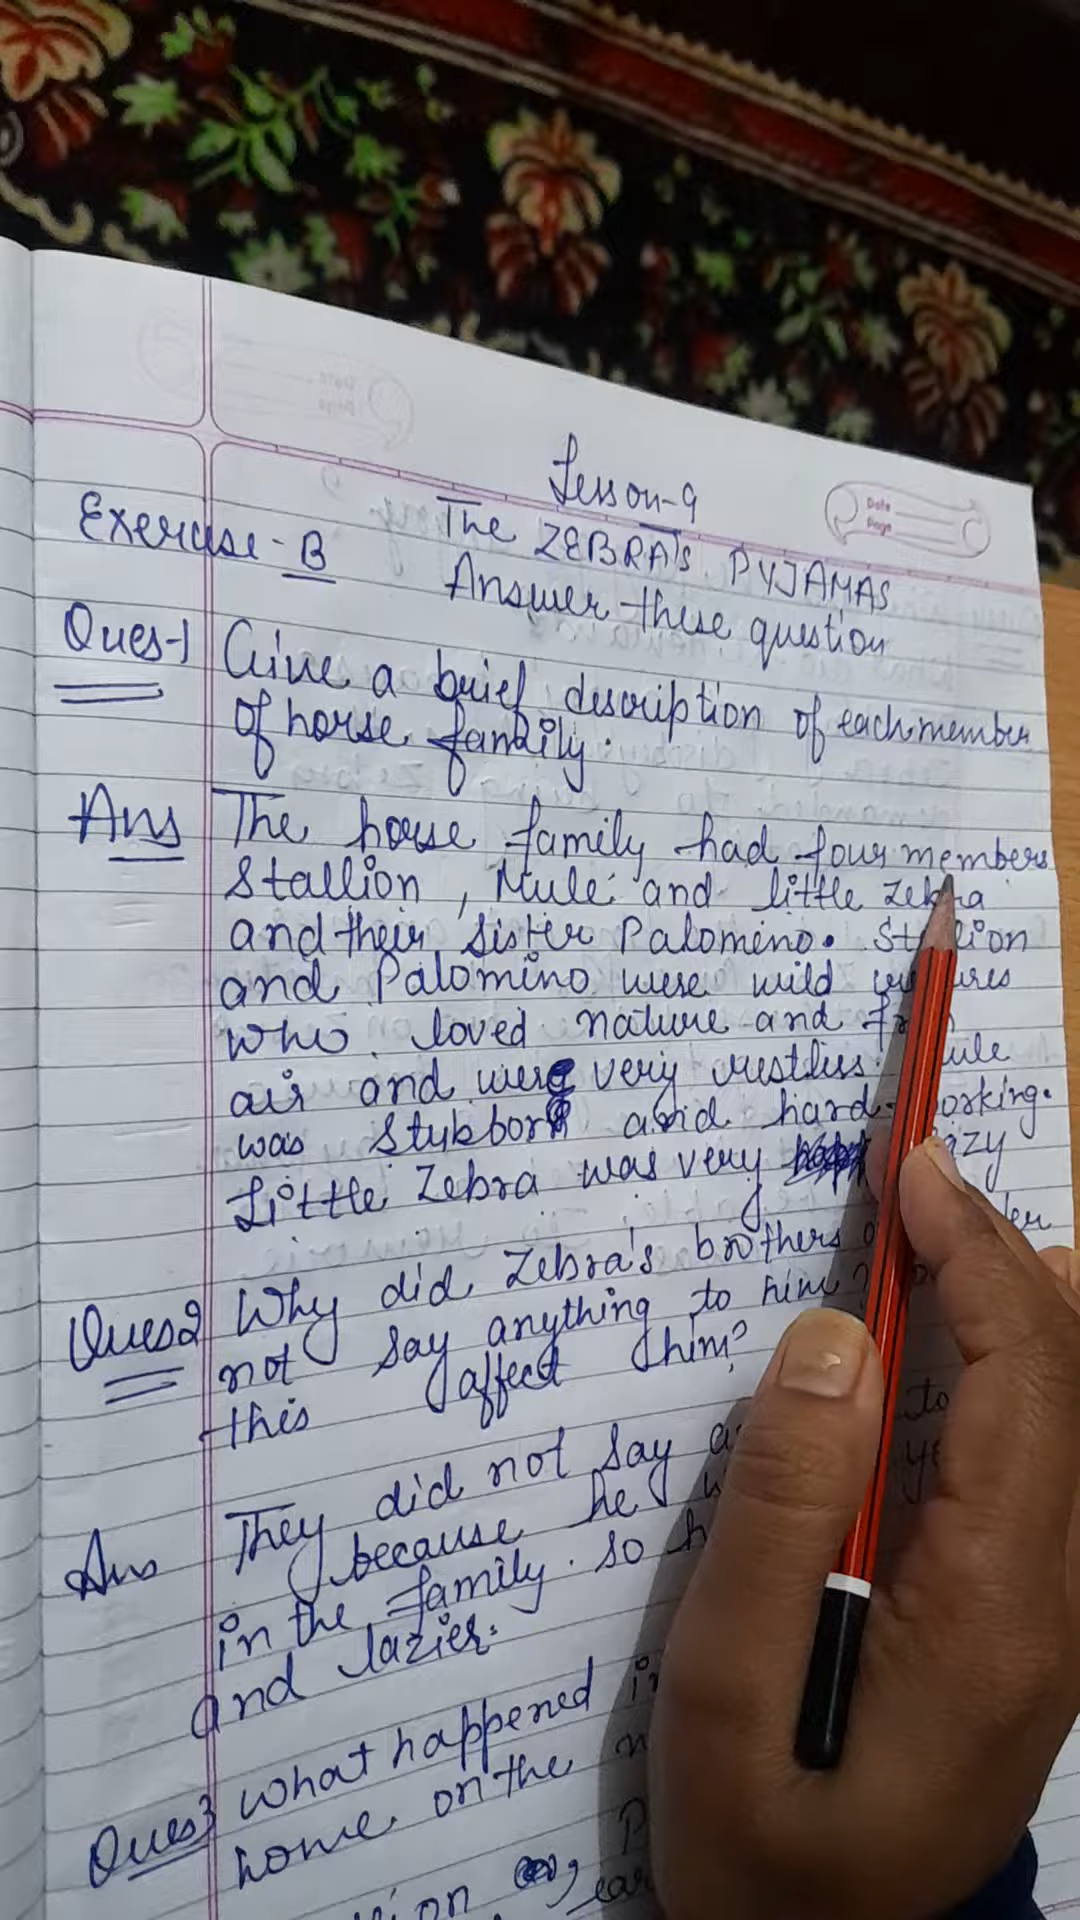 Lesson-9
Date
Page
The ZEBRA's PYJAMAS
Exercise-B
Answer these question
Ques-1 Give a brief description of each member
of horse family.
Ans The horse family had four members
Stallion, Mule and little zebra
and their sister Palomino. Stallion
and Palomino were wild
who loved nature and
air and were very restless.
was stubborn and hard-
Little Zebra was very
Ques2 Why did Zebra's brothers
not say anything to him?
this affect him?
Ans They did not say
to
because he
in the family. so
and lazier.
Ques3 What happened
home on the